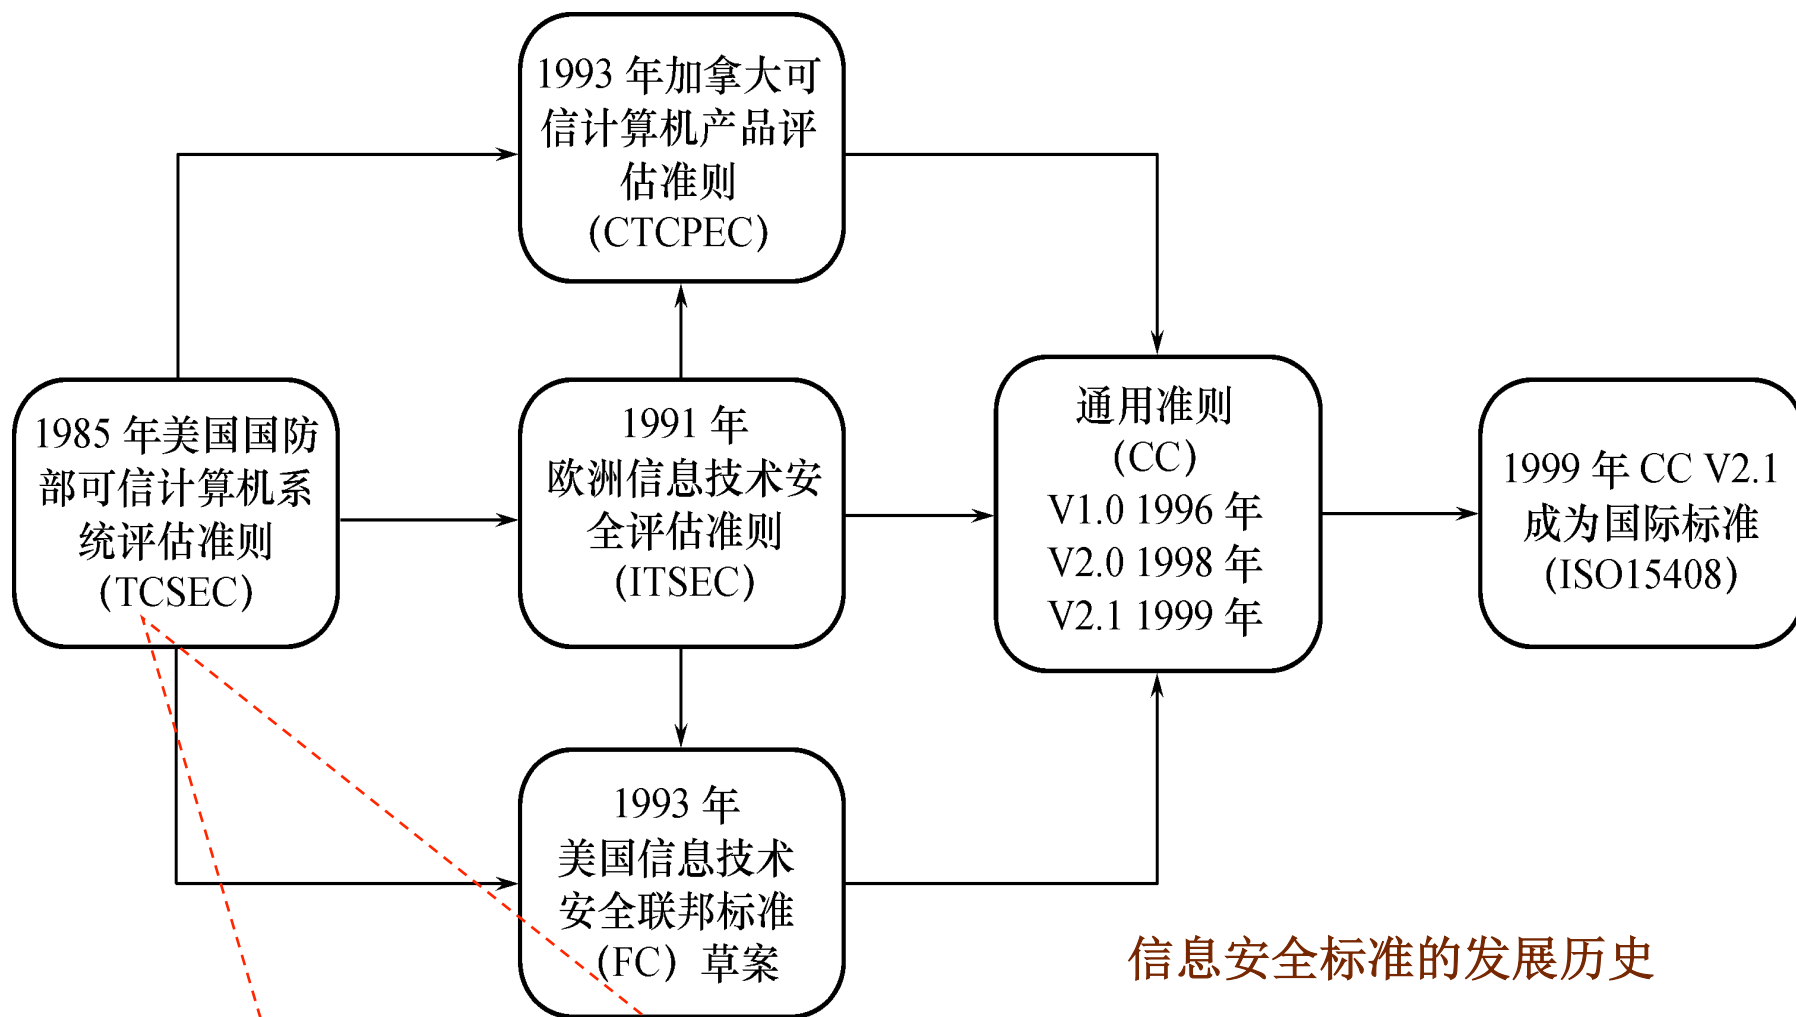 1993 年加拿大可
信计算机产品评
估准则
(CTCPEC)
1985 年美国国防
部可信计算机系
统评估准则
(TCSEC)
1991 年
欧洲信息技术安
全评估准则
(ITSEC)
通用准则
(CC)
V1.0 1996 年
V2.0 1998 年
V2.1 1999 年
1999 年 CC V2.1
成为国际标准
(ISO15408)
1993 年
美国信息技术
安全联邦标准
(FC) 草案
信息安全标准的发展历史